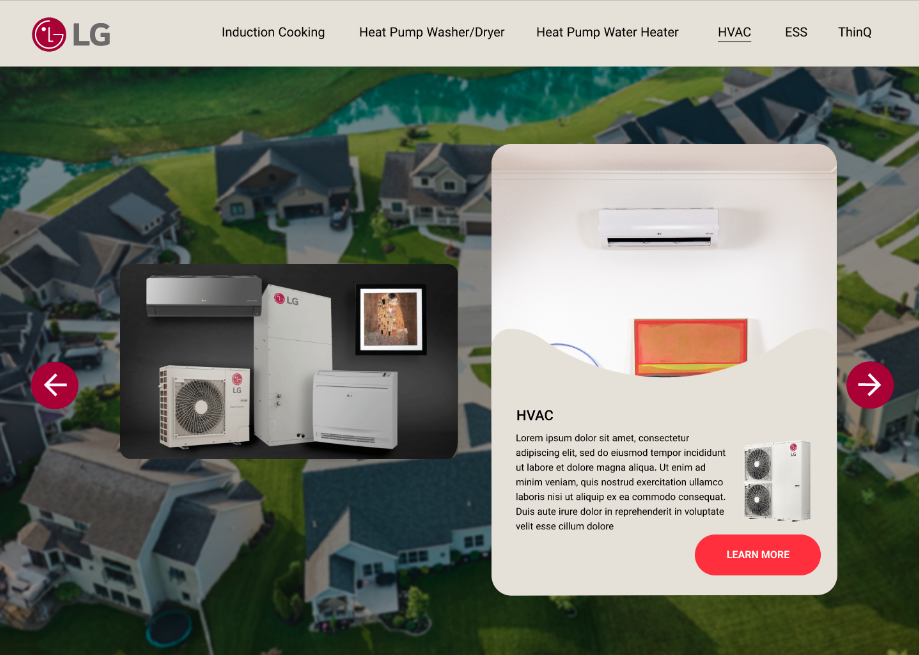 LG
Induction Cooking
Heat Pump Washer/Dryer
Heat Pump Water Heater
HVAC
ESS
ThinQ
LG
LG
HVAC
Lorem ipsum dolor sit amet, consectetur
adipiscing elit, sed do eiusmod tempor incididunt
ut labore et dolore magna aliqua. Ut enim ad
minim veniam, quis nostrud exercitation ullamco
laboris nisi ut aliquip ex ea commodo consequat.
Duis aute irure dolor in reprehenderit in voluptate
velit esse cillum dolore
LG
LEARN MORE